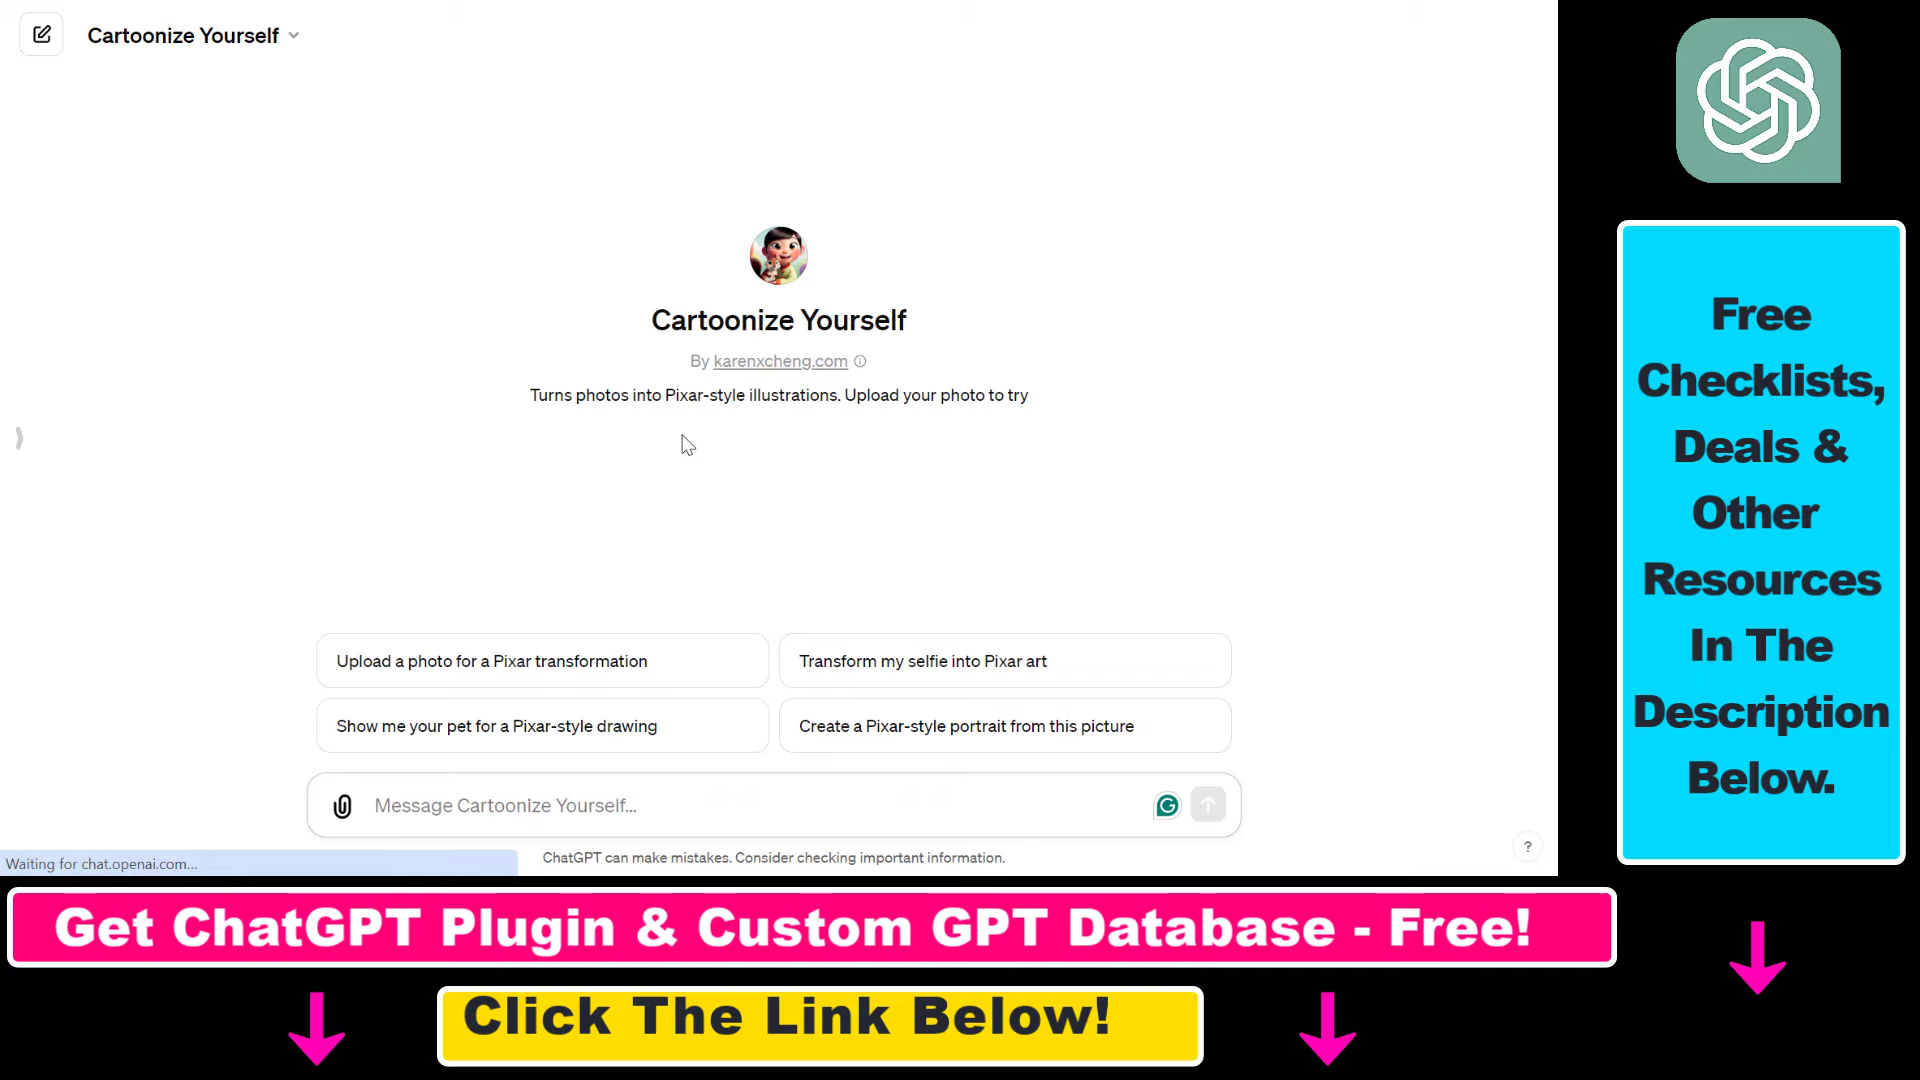 Cartoonize Yourself
Cartoonize Yourself
By karenxcheng.com
Turns photos into Pixar-style illustrations. Upload your photo to try
Upload a photo for a Pixar transformation
Transform my selfie into Pixar art
Show me your pet for a Pixar-style drawing
Create a Pixar-style portrait from this picture
Message Cartoonize Yourself...
Waiting for chat.openai.com...
ChatGPT can make mistakes. Consider checking important information.
?
Free
Checklists,
Deals &
Other
Resources
In The
Description
Below.
Get ChatGPT Plugin & Custom GPT Database - Free!
Click The Link Below!